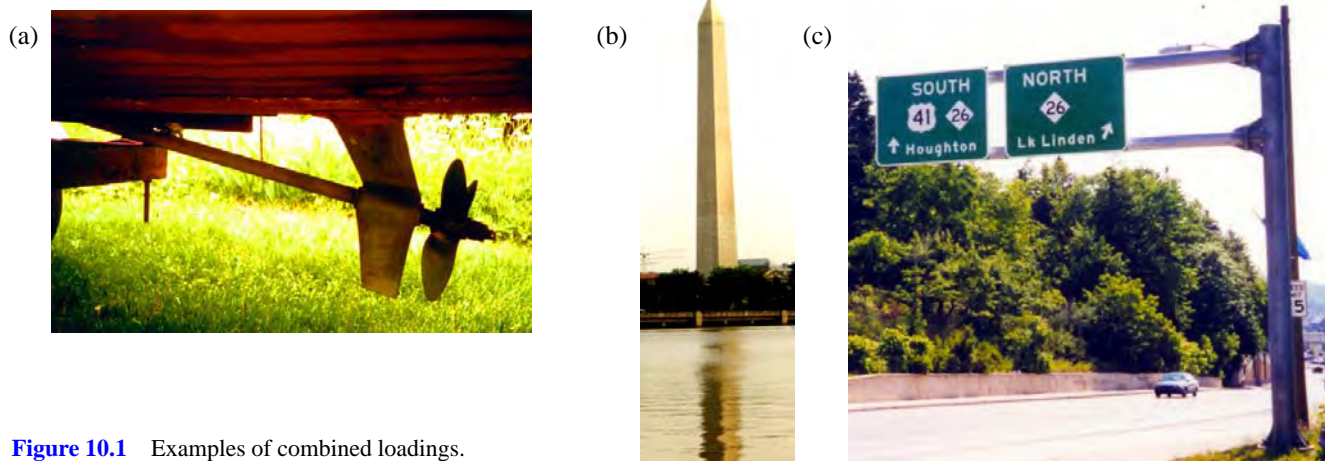 (a)
(b)
(c)
SOUTH
41 26
Houghton
NORTH
26
Lk Linden
5
Figure 10.1 Examples of combined loadings.